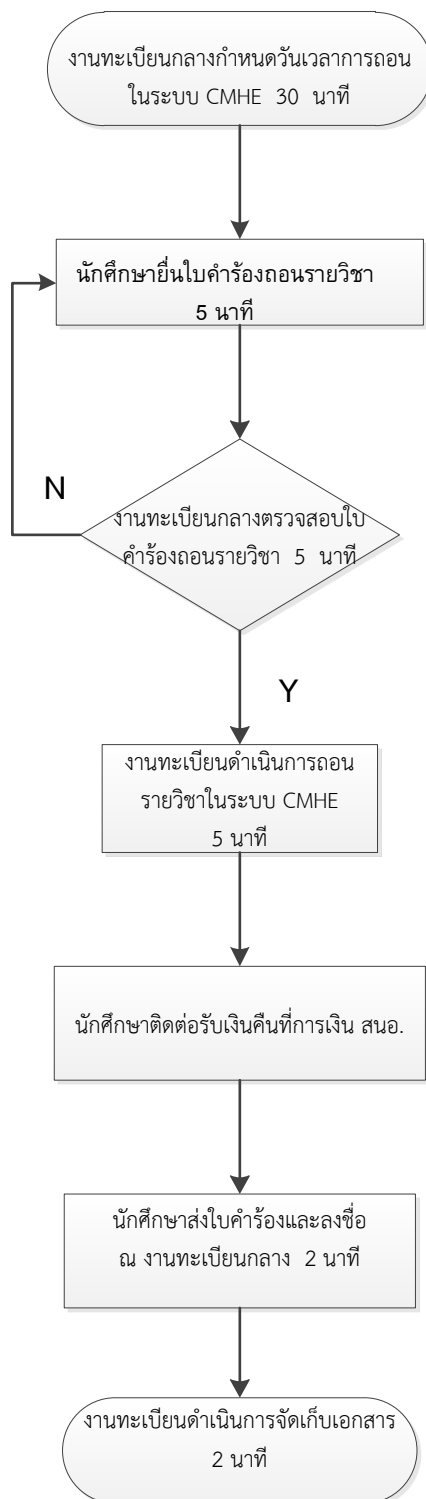 งานทะเบียนกลางกำหนดวันเวลาการถอน
ในระบบ CMHE 30 นาที
นักศึกษายื่นใบคำร้องถอนรายวิชา
5 นาที
N
งานทะเบียนกลางตรวจสอบใบ
คำร้องถอนรายวิชา 5 นาที
Y
งานทะเบียนดำเนินการถอน
รายวิชาในระบบ CMHE
5 นาที
นักศึกษาติดต่อรับเงินคืนที่การเงิน สนอ.
นักศึกษาส่งใบคำร้องและลงชื่อ
ณ งานทะเบียนกลาง 2 นาที
งานทะเบียนดำเนินการจัดเก็บเอกสาร
2 นาที